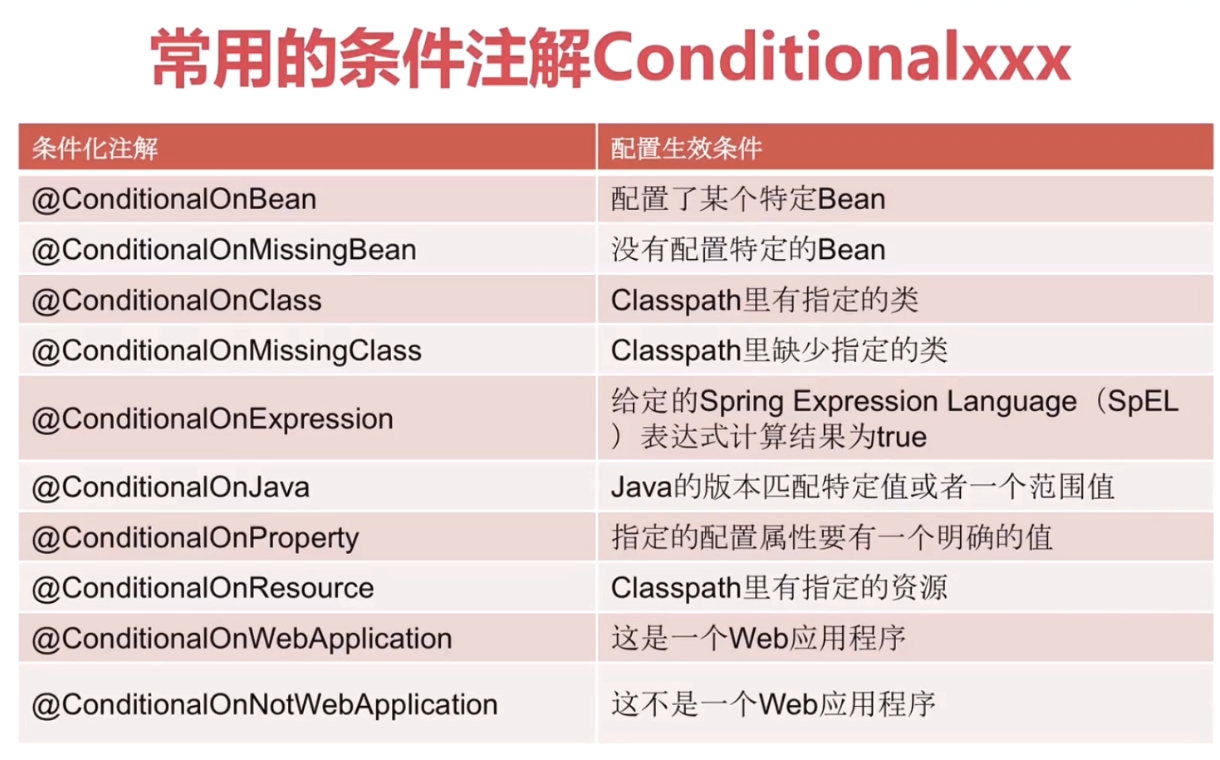 常用的条件注解Conditionalxxx
条件化注解 配置生效条件
@ConditionalOnBean 配置了某个特定Bean
@ConditionalOnMissingBean 没有配置特定的Bean
@ConditionalOnClass Classpath里有指定的类
@ConditionalOnMissingClass Classpath里缺少指定的类
@ConditionalOnExpression 给定的Spring Expression Language（SpEL
）表达式计算结果为true
@ConditionalOnJava Java的版本匹配特定值或者一个范围值
@ConditionalOnProperty 指定的配置属性要有一个明确的值
@ConditionalOnResource Classpath里有指定的资源
@ConditionalOnWebApplication 这是一个Web应用程序
@ConditionalOnNotWebApplication 这不是一个Web应用程序